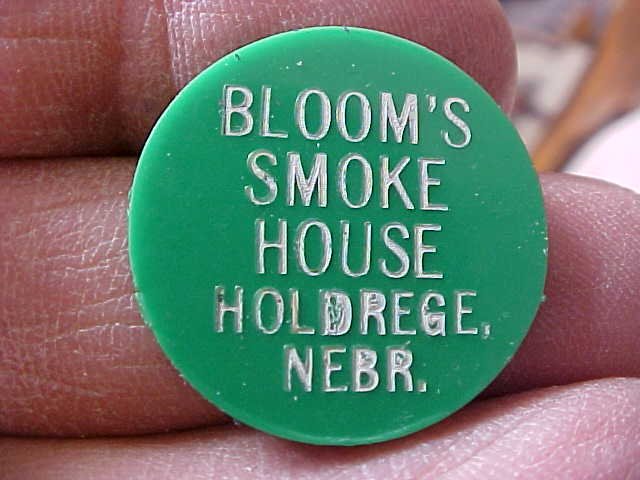 BLOOM'S
SMOKE
HOUSE
HOLDREGE,
NEBR.